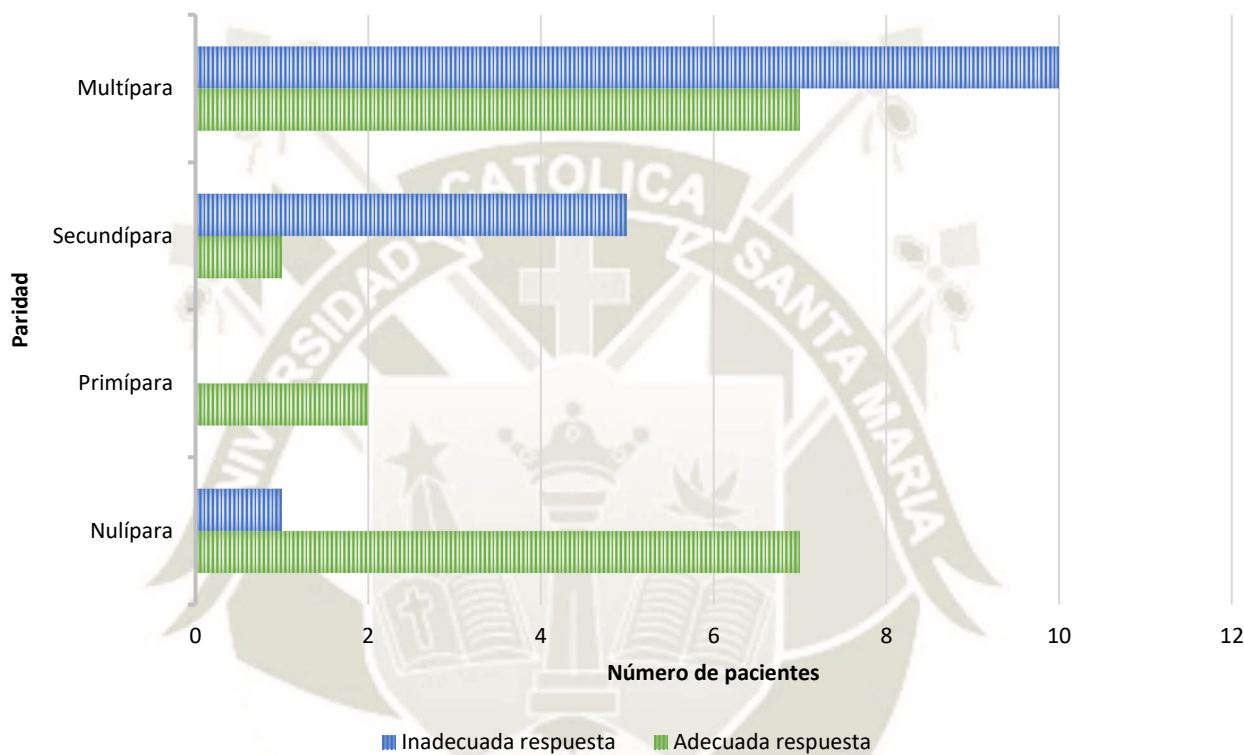 Paridad
Multípara
Secundípara
Primípara
Nulípara
0 2 4 6 8 10 12
Número de pacientes
Inadecuada respuesta Adecuada respuesta
UNIVERSIDAD CATOLICA SANTA MARIA